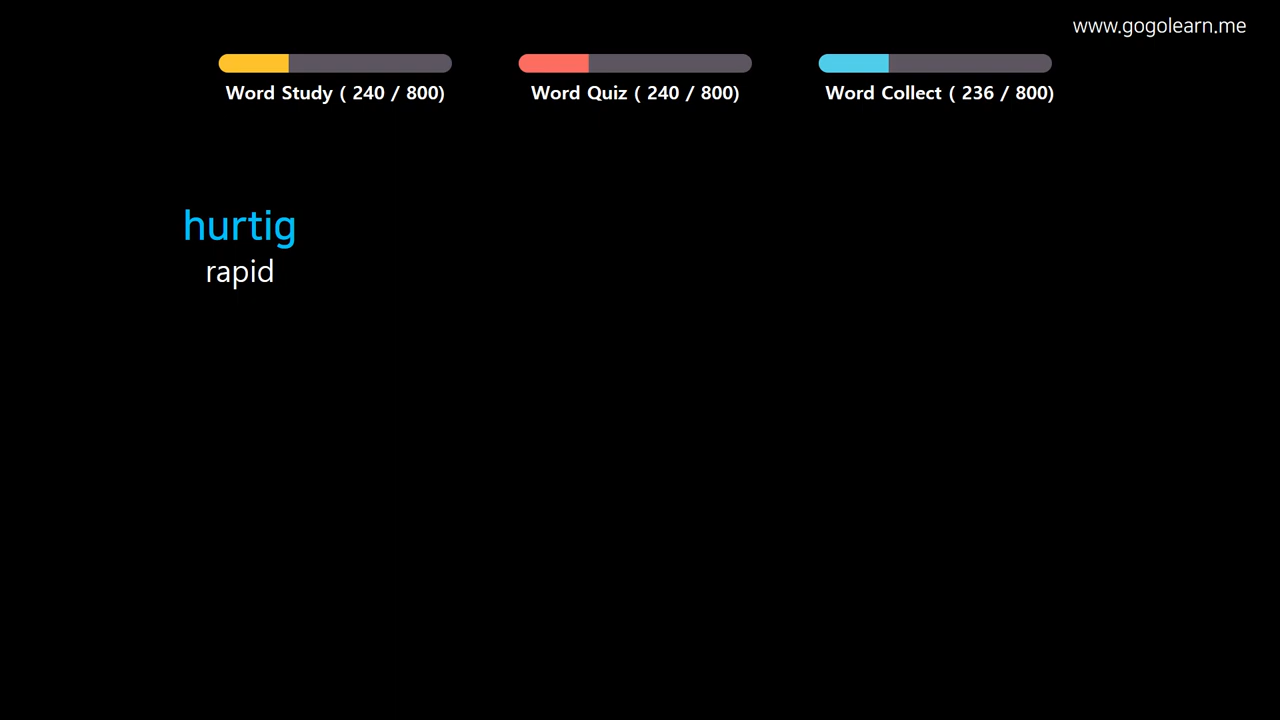 www.gogolearn.me
Word Study ( 240 / 800)
Word Quiz ( 240 / 800)
Word Collect ( 236 / 800)
hurtig
rapid